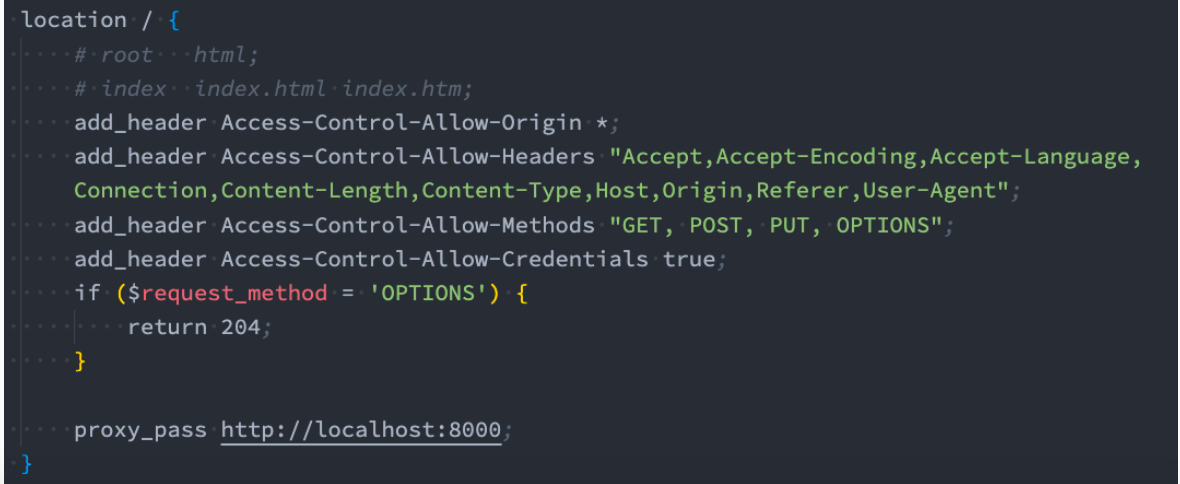 location / {
# root   html;
# index  index.html index.htm;
add_header Access-Control-Allow-Origin *;
add_header Access-Control-Allow-Headers "Accept,Accept-Encoding,Accept-Language,
Connection,Content-Length,Content-Type,Host,Origin,Referer,User-Agent";
add_header Access-Control-Allow-Methods "GET, POST, PUT, OPTIONS";
add_header Access-Control-Allow-Credentials true;
if ($request_method = 'OPTIONS') {
return 204;
}
proxy_pass http://localhost:8000;
}